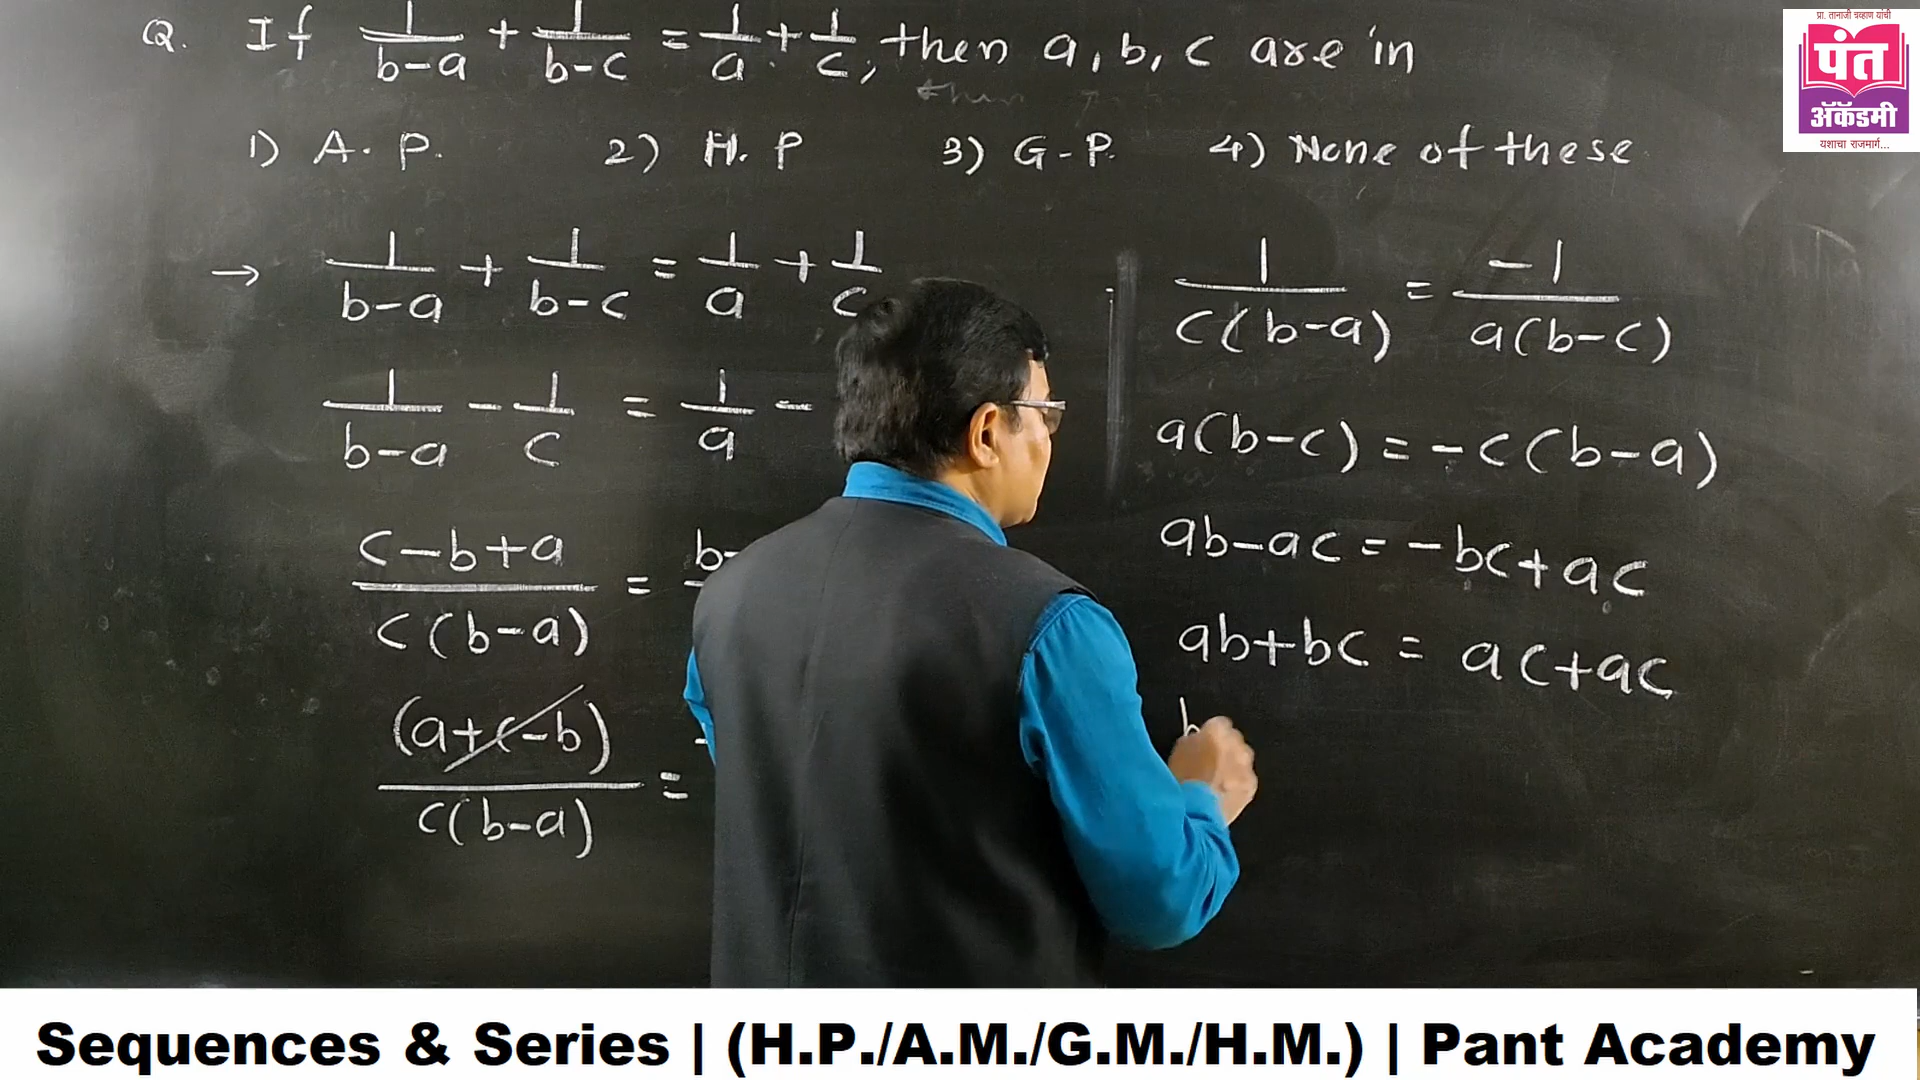 Q. If 1/(b-a) + 1/(b-c) = 1/a + 1/c, then a, b, c are in
1) A.P. 2) H.P 3) G-P. 4) None of these
→ 1/(b-a) + 1/(b-c) = 1/a + 1/c
1/(b-a) - 1/c = 1/a -
(c-b+a)/(c(b-a)) = b-
(a+c-b)/(c(b-a)) = -
1/(c(b-a)) = -1/(a(b-c))
a(b-c) = -c(b-a)
ab-ac = -bc+ac
ab+bc = ac+ac
b
प्रा. तानाजी चव्हाण यांची
पंत
अ‍ॅकॅडमी
यशाचा राजमार्ग...
Sequences & Series | (H.P./A.M./G.M./H.M.) | Pant Academy